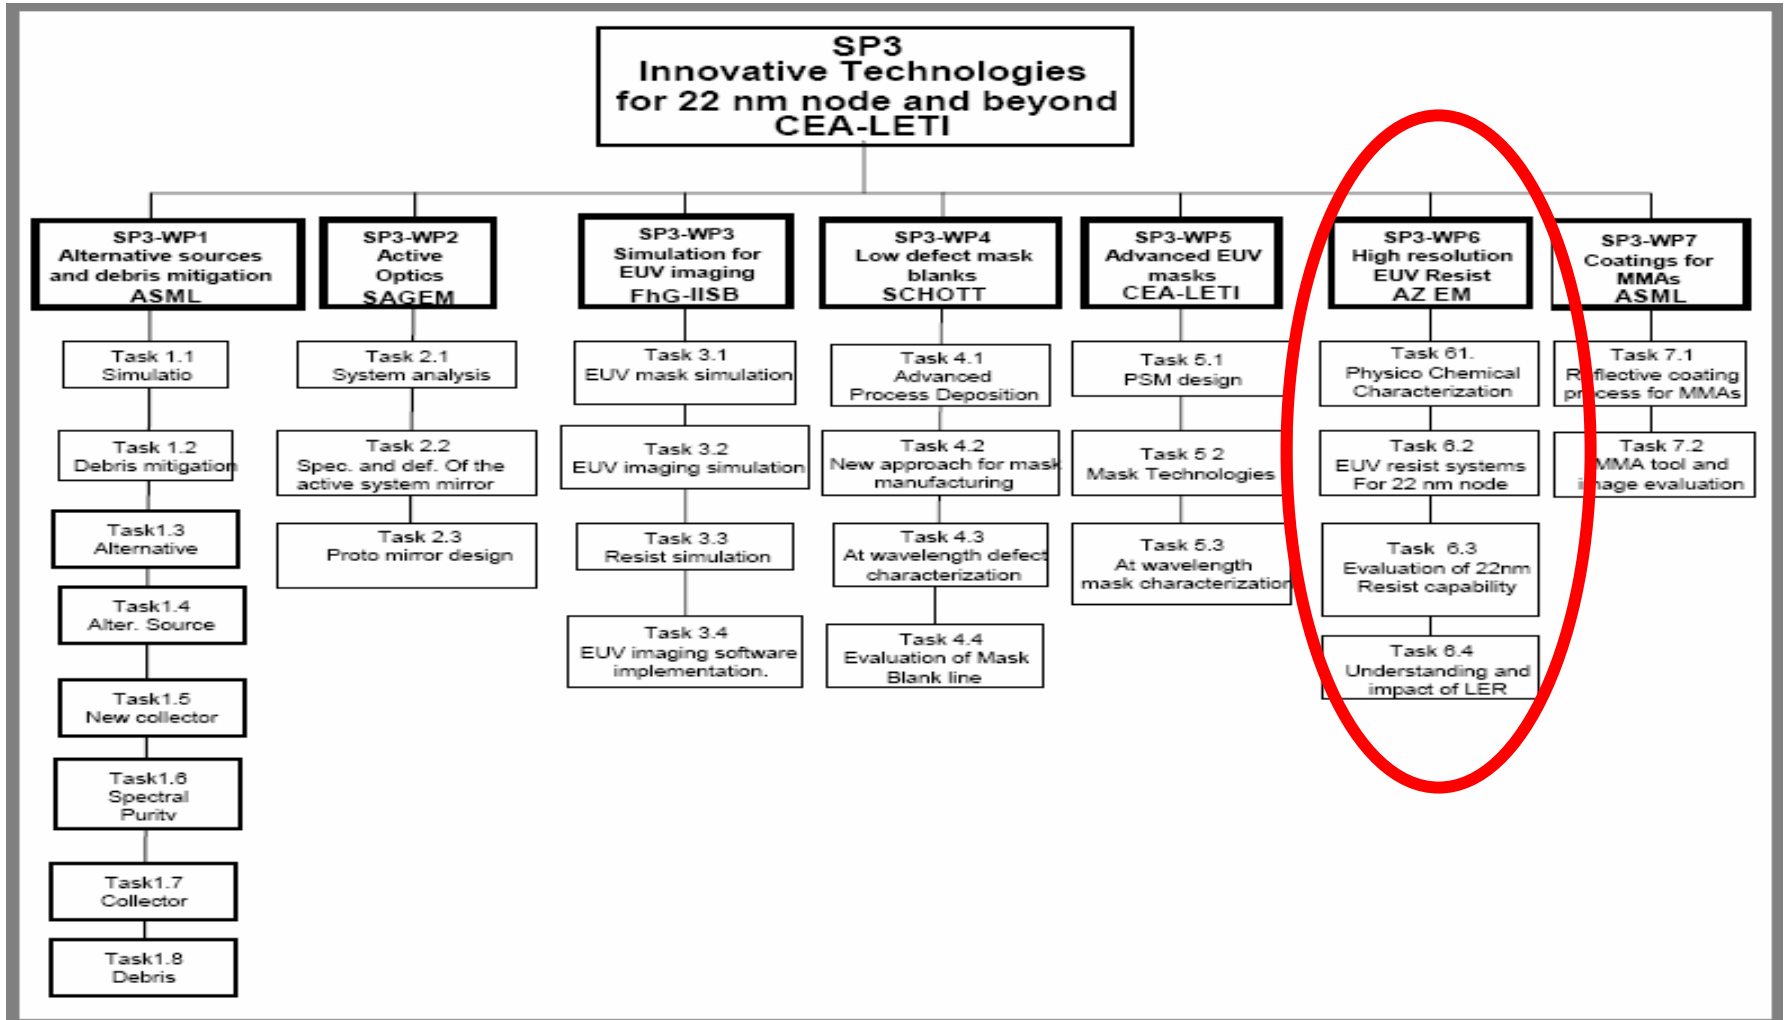 SP3
Innovative Technologies
for 22 nm node and beyond
CEA-LETI
SP3-WP1
Alternative sources
and debris mitigation
ASML
Task 1.1
Simulatio
Task 1.2
Debris mitigation
Task1.3
Alternative
Task1.4
Alter. Source
Task1.5
New collector
Task1.6
Spectral
Purity
Task1.7
Collector
Task1.8
Debris
SP3-WP2
Active
Optics
SAGEM
Task 2.1
System analysis
Task 2.2
Spec. and def. Of the
active system mirror
Task 2.3
Proto mirror design
SP3-WP3
Simulation for
EUV imaging
FhG-IISB
Task 3.1
EUV mask simulation
Task 3.2
EUV imaging simulation
Task 3.3
Resist simulation
Task 3.4
EUV imaging software
implementation.
SP3-WP4
Low defect mask
blanks
SCHOTT
Task 4.1
Advanced
Process Deposition
Task 4.2
New approach for mask
manufacturing
Task 4.3
At wavelength defect
characterization
Task 4.4
Evaluation of Mask
Blank line
SP3-WP5
Advanced EUV
masks
CEA-LETI
Task 5.1
PSM design
Task 5 2
Mask Technologies
Task 5.3
At wavelength
mask characterization
SP3-WP6
High resolution
EUV Resist
AZ EM
Task 61.
Physico Chemical
Characterization
Task 6.2
EUV resist systems
For 22 nm node
Task 6.3
Evaluation of 22nm
Resist capability
Task 6.4
Understanding and
impact of LER
SP3-WP7
Coatings for
MMAs
ASML
Task 7.1
Reflective coating
process for MMAs
Task 7.2
MMA tool and
image evaluation